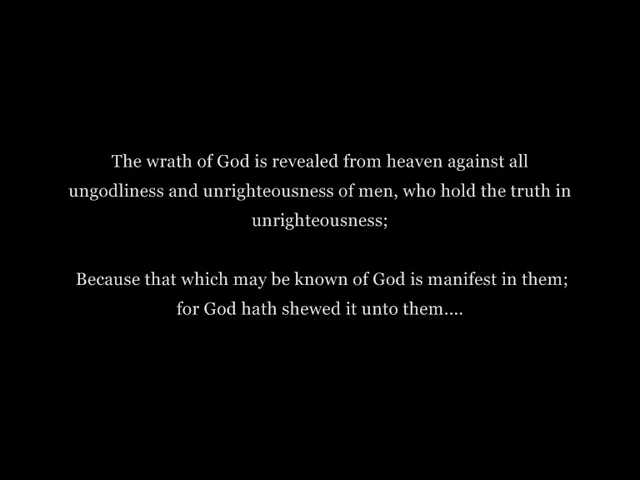 The wrath of God is revealed from heaven against all
ungodliness and unrighteousness of men, who hold the truth in
unrighteousness;
Because that which may be known of God is manifest in them;
for God hath shewed it unto them....